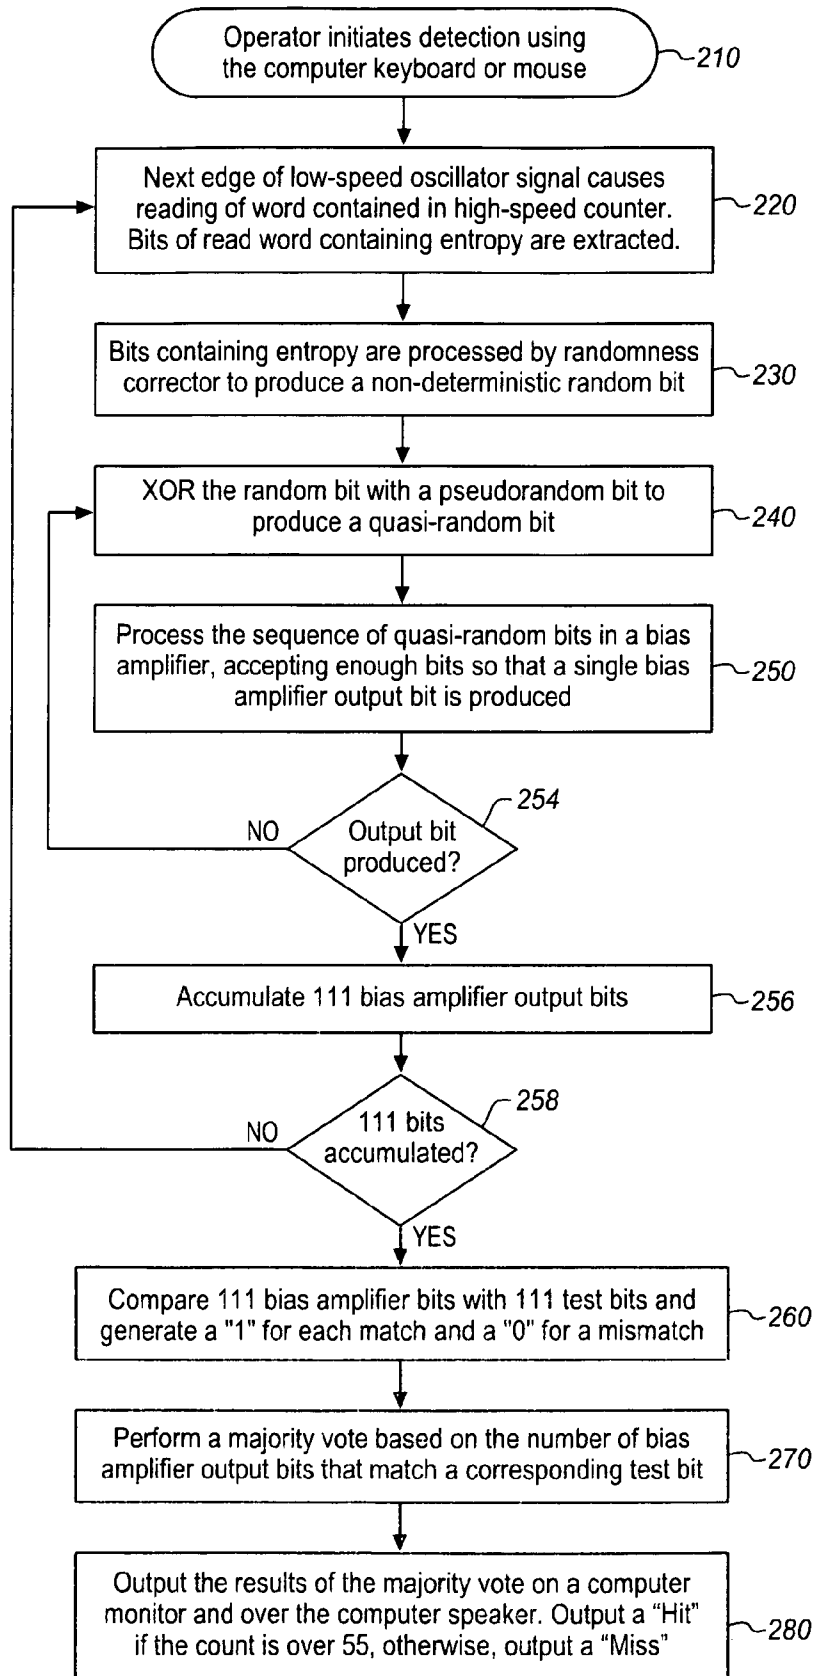 Operator initiates detection using
the computer keyboard or mouse
210
Next edge of low-speed oscillator signal causes
reading of word contained in high-speed counter.
Bits of read word containing entropy are extracted.
220
Bits containing entropy are processed by randomness
corrector to produce a non-deterministic random bit
230
XOR the random bit with a pseudorandom bit to
produce a quasi-random bit
240
Process the sequence of quasi-random bits in a bias
amplifier, accepting enough bits so that a single bias
amplifier output bit is produced
250
254
NO
Output bit
produced?
YES
Accumulate 111 bias amplifier output bits
256
258
NO
111 bits
accumulated?
YES
Compare 111 bias amplifier bits with 111 test bits and
generate a "1" for each match and a "0" for a mismatch
260
Perform a majority vote based on the number of bias
amplifier output bits that match a corresponding test bit
270
Output the results of the majority vote on a computer
monitor and over the computer speaker. Output a “Hit”
if the count is over 55, otherwise, output a “Miss”
280